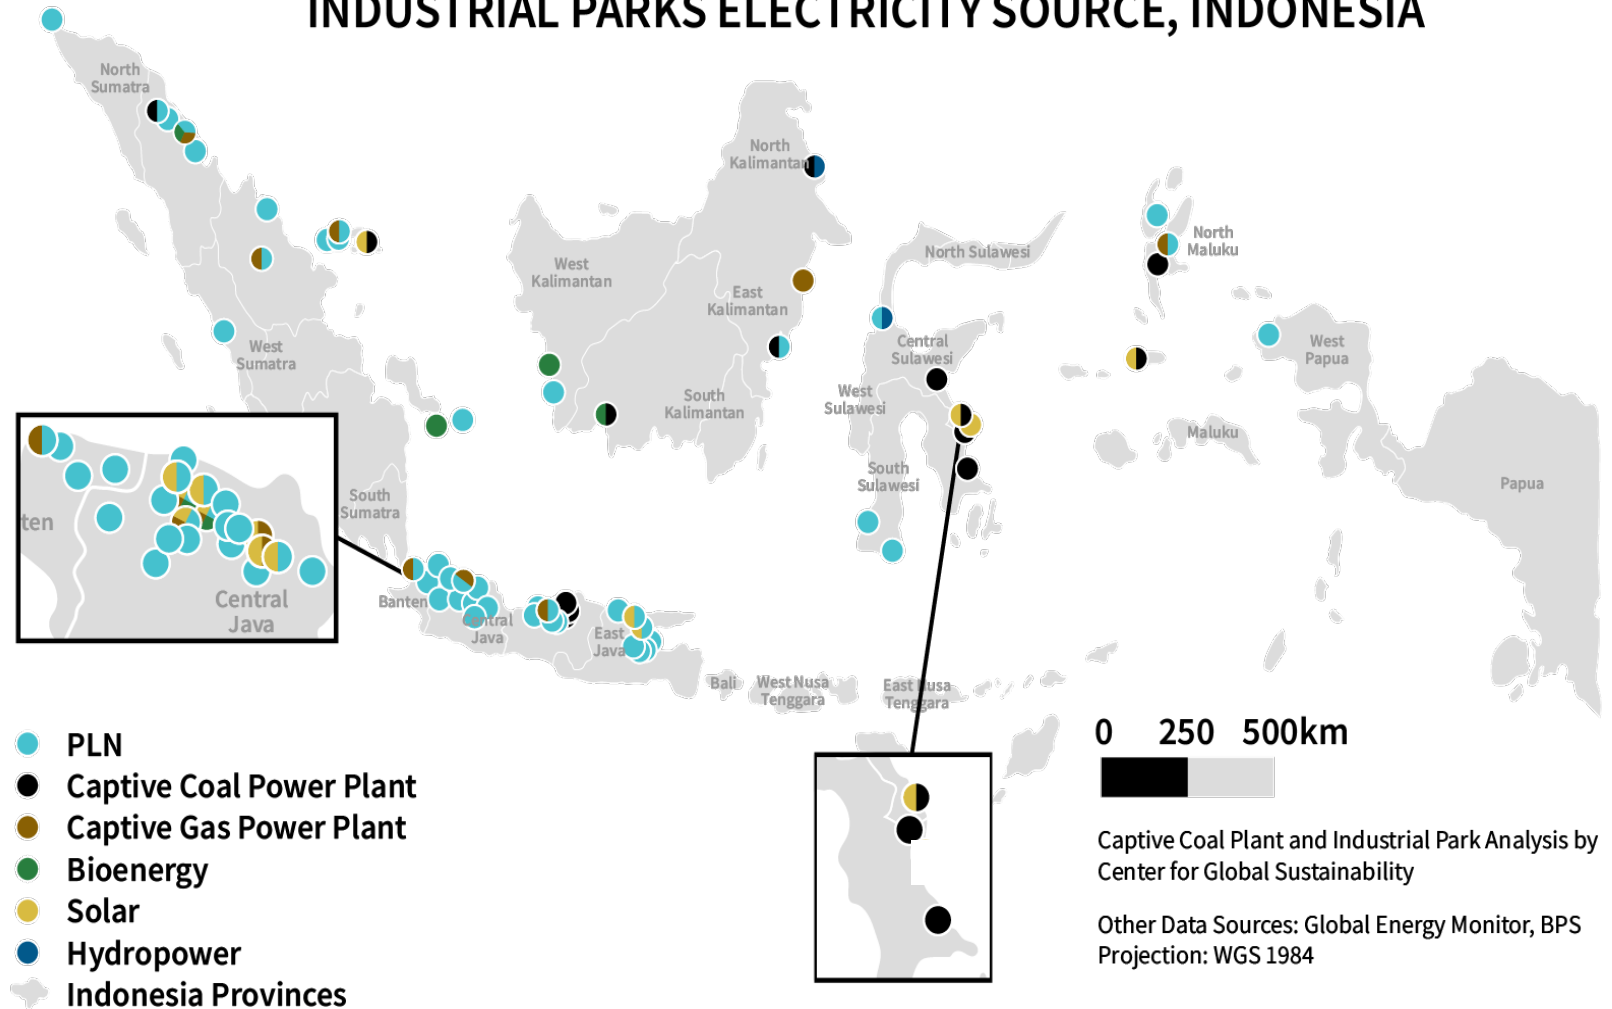 INDUSTRIAL PARKS ELECTRICITY SOURCE, INDONESIA
North
Sumatra
North
Kalimantan
North Sulawesi
North
Maluku
West
Kalimantan
East
Kalimantan
West
Sumatra
Central
Sulawesi
West
Papua
West
Sulawesi
South
Kalimantan
Maluku
South
Sulawesi
Papua
South
Sumatra
ten
Central
Java
Banten
Central
Java
East
Java
Bali
West Nusa
Tenggara
East Nusa
Tenggara
PLN
Captive Coal Power Plant
Captive Gas Power Plant
Bioenergy
Solar
Hydropower
Indonesia Provinces
0 250 500km
Captive Coal Plant and Industrial Park Analysis by
Center for Global Sustainability
Other Data Sources: Global Energy Monitor, BPS
Projection: WGS 1984